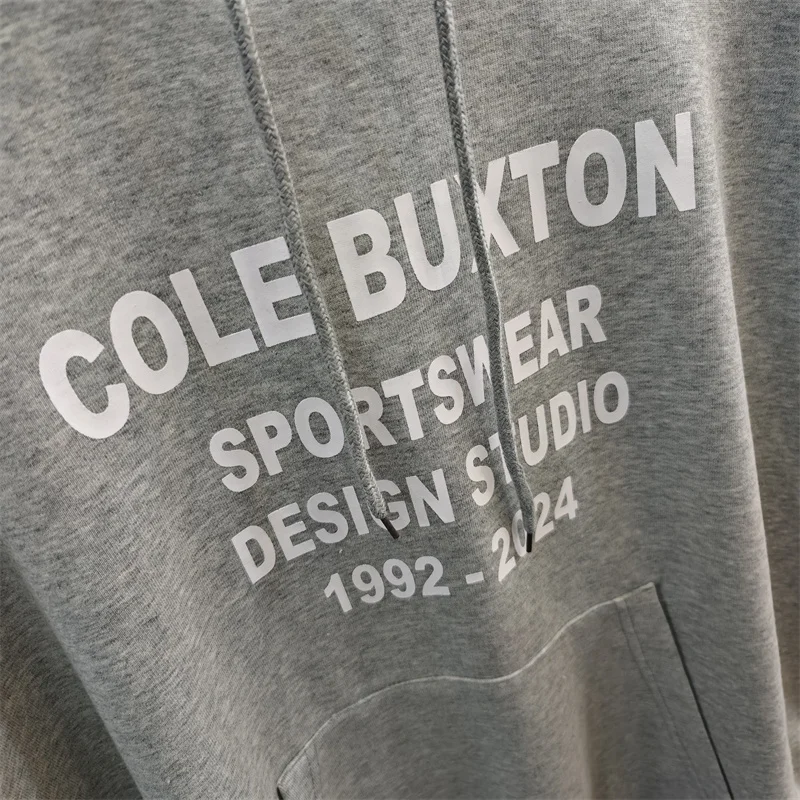 COLE BUXTON
SPORTSWEAR
DESIGN STUDIO
1992 - 2024